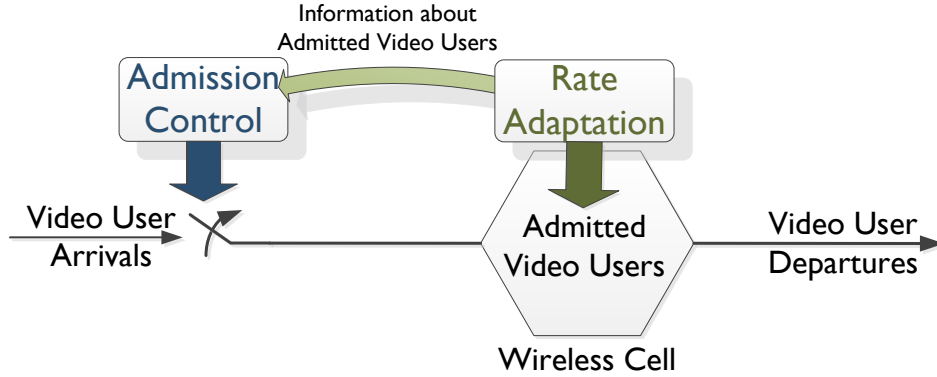 Information about
Admitted Video Users
Admission
Control
Rate
Adaptation
Video User
Arrivals
Admitted
Video Users
Video User
Departures
Wireless Cell